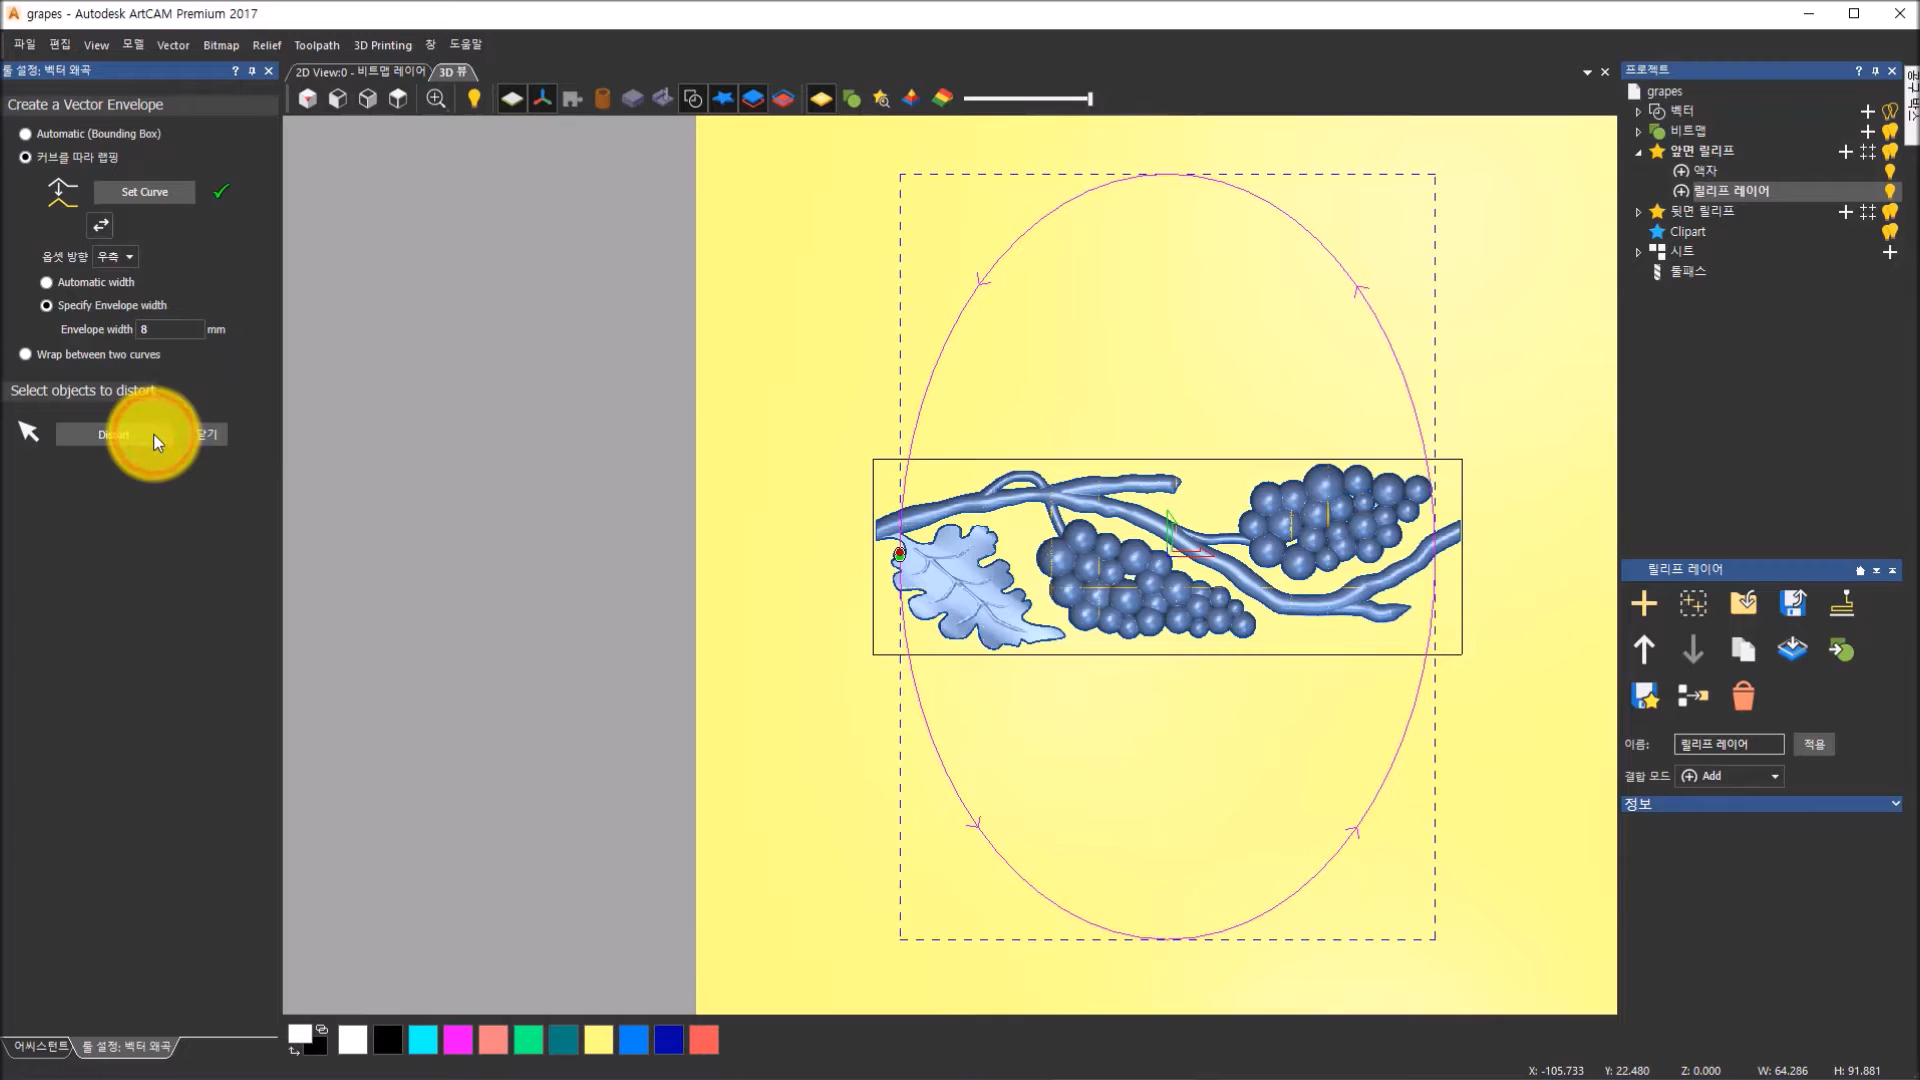 grapes - Autodesk ArtCAM Premium 2017
파일 편집 View 모델 Vector Bitmap Relief Toolpath 3D Printing 창 도움말
툴 설정: 벡터 왜곡
Create a Vector Envelope
Automatic (Bounding Box)
커브를 따라 랩핑
Set Curve
옵셋 방향 우측
Automatic width
Specify Envelope width
Envelope width 8 mm
Wrap between two curves
Select objects to distort
Distort 닫기
어씨스턴트 툴 설정: 벡터 왜곡
2D View:0 - 비트맵 레이어 3D 뷰
프로젝트
grapes
벡터
비트맵
앞면 릴리프
액자
릴리프 레이어
뒷면 릴리프
Clipart
시트
툴패스
릴리프 레이어
이름: 릴리프 레이어 적용
결합 모드 Add
정보
X: -105.733 Y: 22.480 Z: 0.000 W: 64.286 H: 91.881